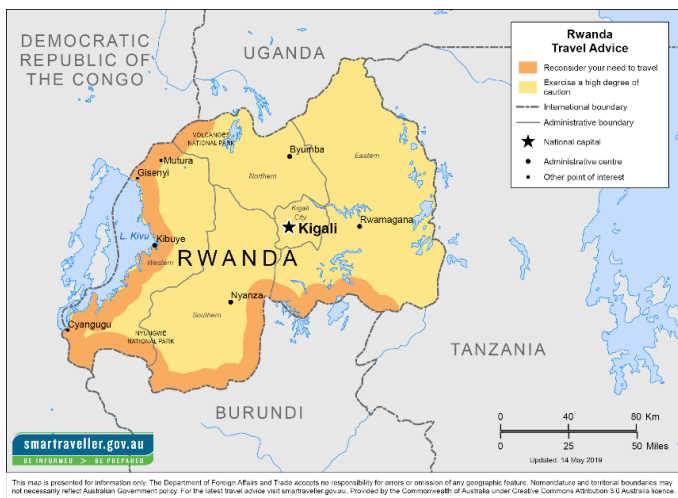 DEMOCRATIC
REPUBLIC OF
THE CONGO
UGANDA
Rwanda
Travel Advice
Reconsider your need to travel
Exercise a high degree of
caution
International boundary
Administrative boundary
National capital
Administrative centre
Other point of interest
VOLCANOES
NATIONAL PARK
Mutura
Gisenyi
Byumba
Northern
Eastern
Kigali
City
Kigali
Rwamagana
L. Kivu
Kibuye
Western
RWANDA
Nyanza
Southern
Cyangugu
NYUNGWE
NATIONAL PARK
TANZANIA
BURUNDI
0 40 80 Km
0 25 50 Miles
Updated: 14 May 2019
smartraveller.gov.au
BE INFORMED > BE PREPARED
This map is presented for information only. The Department of Foreign Affairs and Trade accepts no responsibility for errors or omission of any geographic feature. Nomenclature and territorial boundaries may
not necessarily reflect Australian Government policy. For the latest travel advice visit smartraveller.gov.au. Provided by the Commonwealth of Australia under Creative Commons Attribution 3.0 Australia licence.